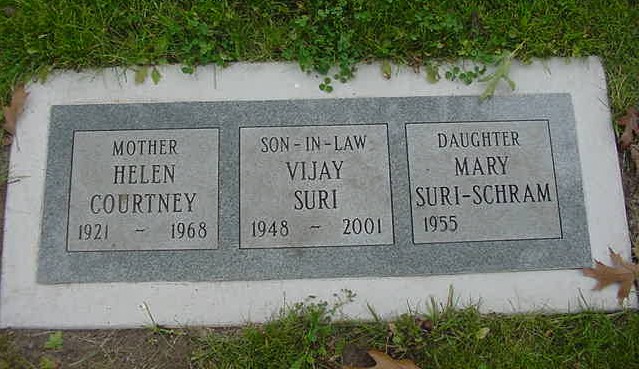 MOTHER
HELEN
COURTNEY
1921 ~ 1968
SON-IN-LAW
VIJAY
SURI
1948 ~ 2001
DAUGHTER
MARY
SURI-SCHRAM
1955